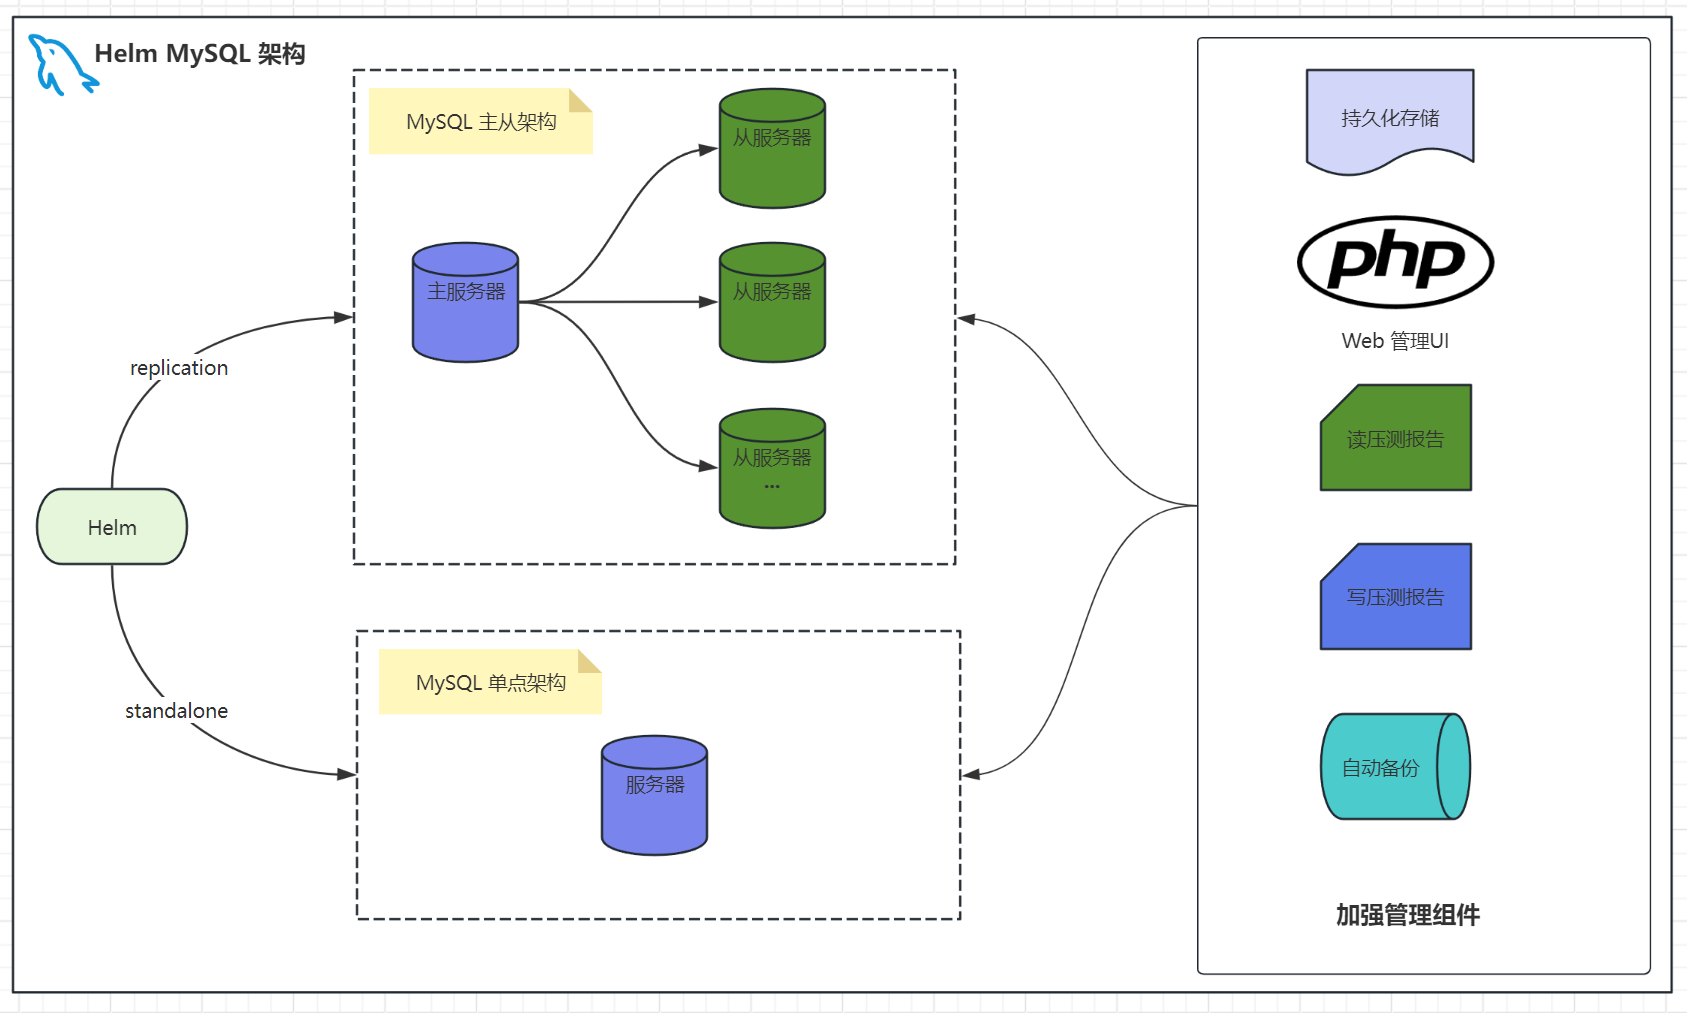 Helm MySQL 架构
MySQL 主从架构
从服务器
主服务器
从服务器
从服务器
...
replication
Helm
standalone
MySQL 单点架构
服务器
持久化存储
php
Web 管理UI
读压测报告
写压测报告
自动备份
加强管理组件